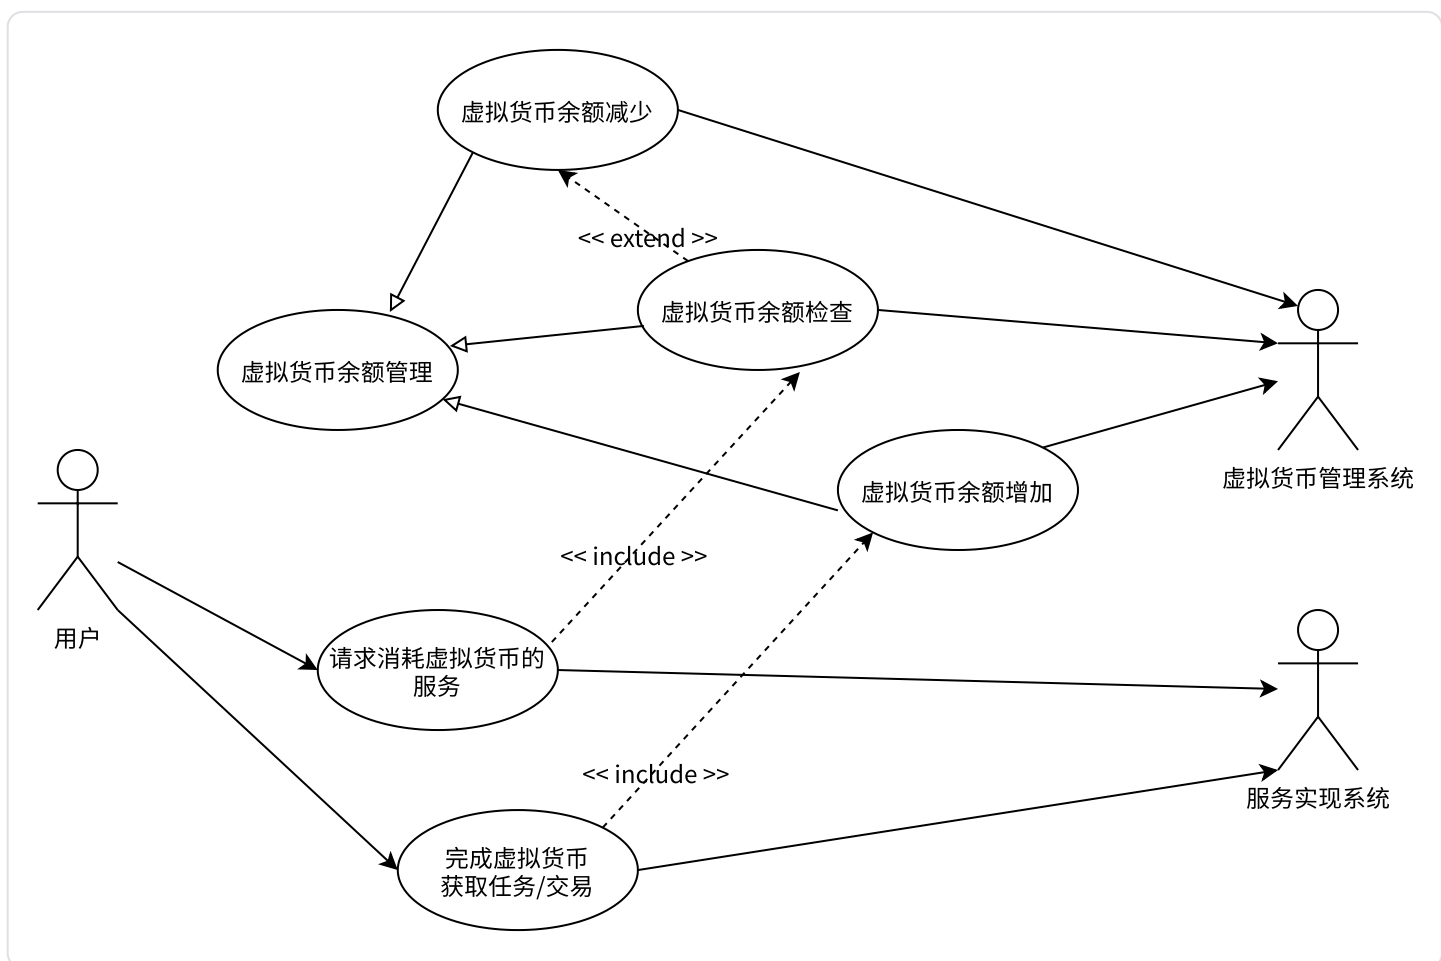 虚拟货币余额减少
<< extend >>
虚拟货币余额检查
虚拟货币余额管理
虚拟货币管理系统
虚拟货币余额增加
<< include >>
用户
请求消耗虚拟货币的
服务
<< include >>
服务实现系统
完成虚拟货币
获取任务/交易